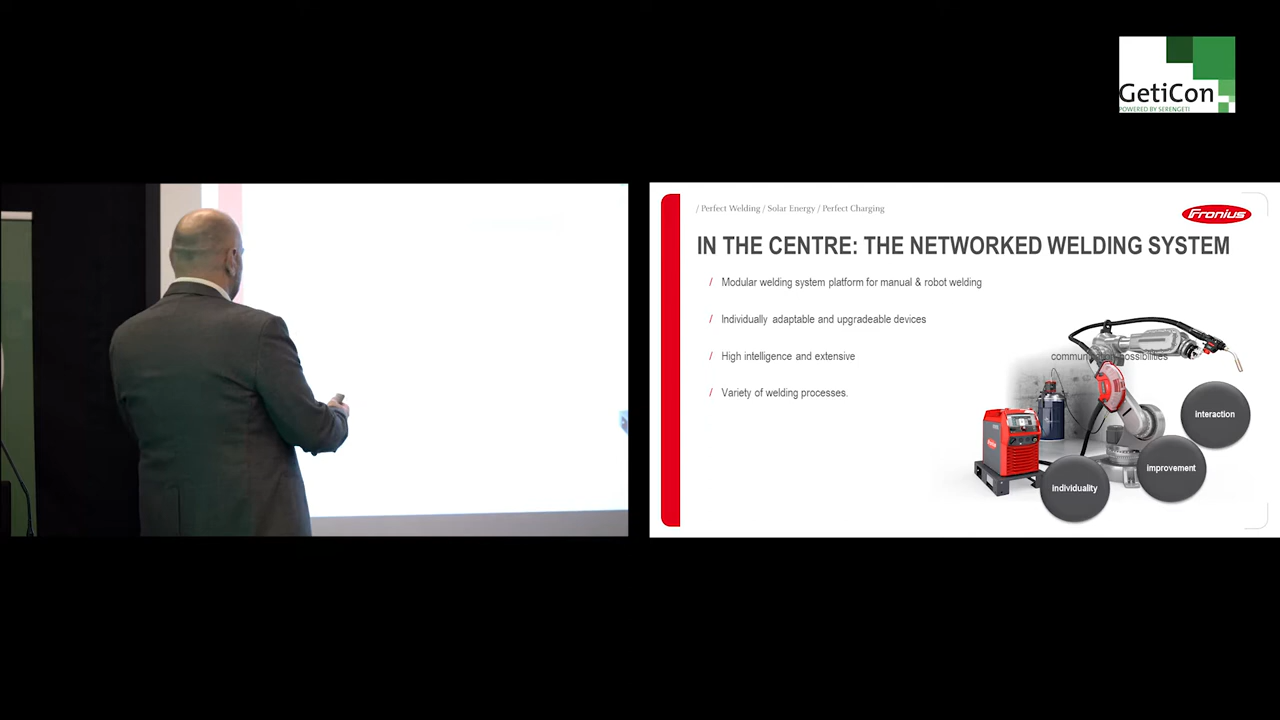 GetiCon
POWERED BY SERENGETI
/ Perfect Welding / Solar Energy / Perfect Charging
Fronius
IN THE CENTRE: THE NETWORKED WELDING SYSTEM
/ Modular welding system platform for manual & robot welding
/ Individually adaptable and upgradeable devices
/ High intelligence and extensive possibilities
/ Variety of welding processes.
interaction
improvement
individuality